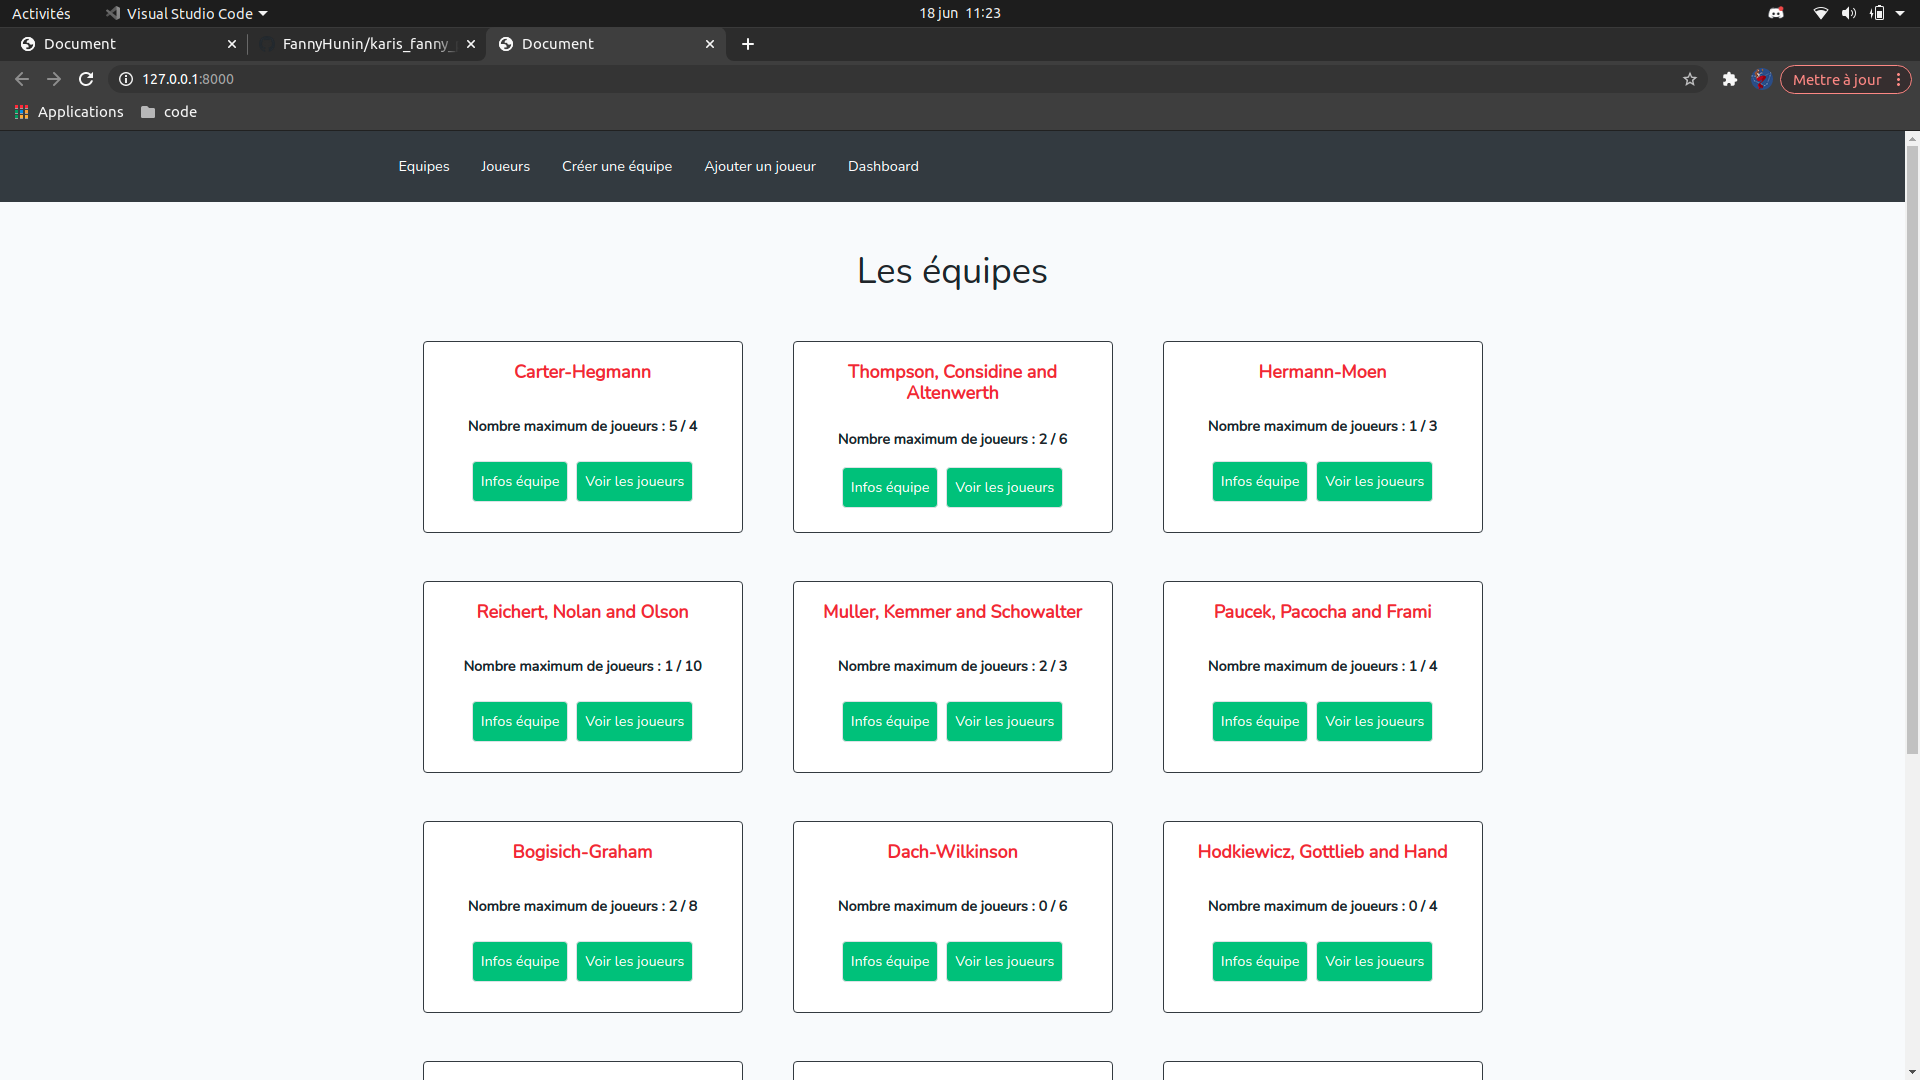 Activités
Visual Studio Code
18 jun 11:23
Document
FannyHunin/karis_fanny_
Document
127.0.0.1:8000
Mettre à jour
Applications
code
Equipes
Joueurs
Créer une équipe
Ajouter un joueur
Dashboard
Les équipes
Carter-Hegmann
Nombre maximum de joueurs : 5 / 4
Infos équipe
Voir les joueurs
Thompson, Considine and
Altenwerth
Nombre maximum de joueurs : 2 / 6
Infos équipe
Voir les joueurs
Hermann-Moen
Nombre maximum de joueurs : 1 / 3
Infos équipe
Voir les joueurs
Reichert, Nolan and Olson
Nombre maximum de joueurs : 1 / 10
Infos équipe
Voir les joueurs
Muller, Kemmer and Schowalter
Nombre maximum de joueurs : 2 / 3
Infos équipe
Voir les joueurs
Paucek, Pacocha and Frami
Nombre maximum de joueurs : 1 / 4
Infos équipe
Voir les joueurs
Bogisich-Graham
Nombre maximum de joueurs : 2 / 8
Infos équipe
Voir les joueurs
Dach-Wilkinson
Nombre maximum de joueurs : 0 / 6
Infos équipe
Voir les joueurs
Hodkiewicz, Gottlieb and Hand
Nombre maximum de joueurs : 0 / 4
Infos équipe
Voir les joueurs